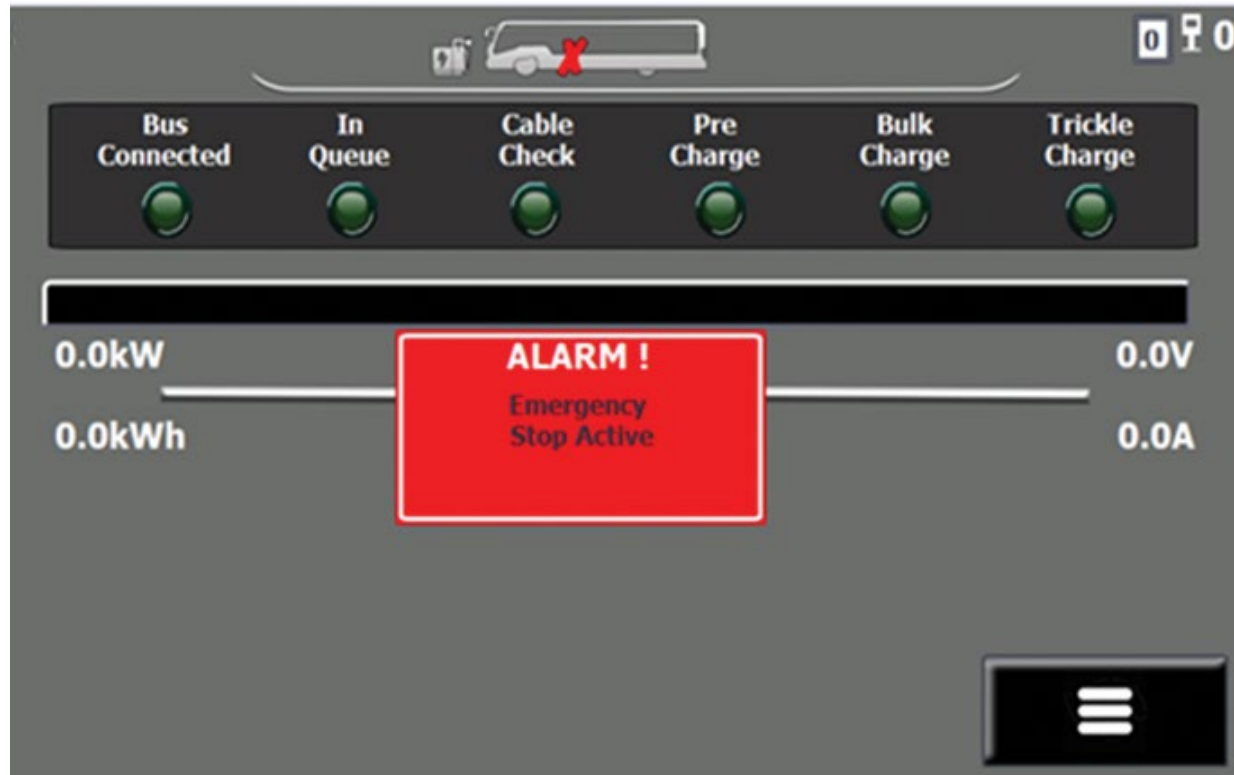 0 0
Bus Connected
In Queue
Cable Check
Pre Charge
Bulk Charge
Trickle Charge
0.0kW
ALARM !
0.0V
Emergency
Stop Active
0.0kWh
0.0A